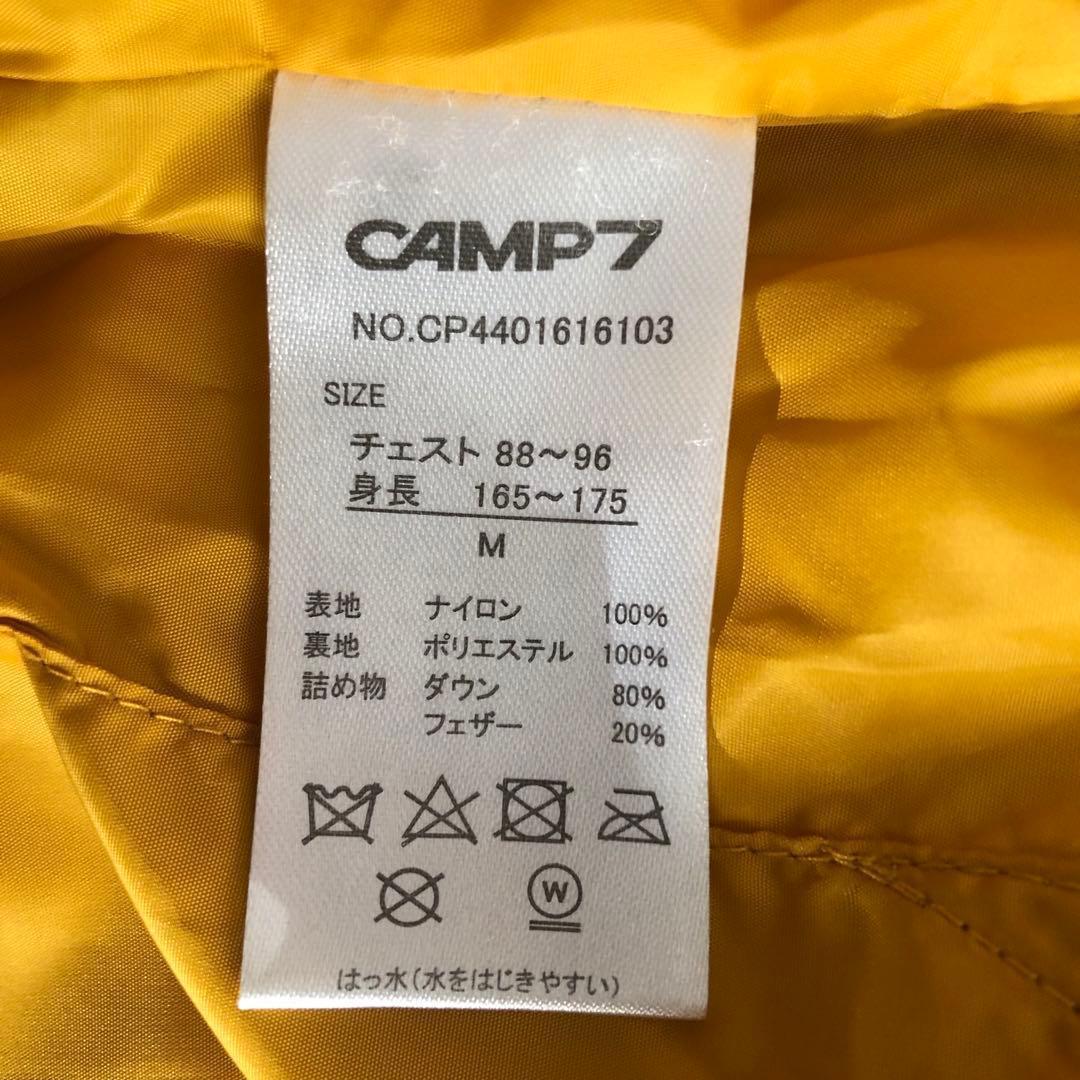 CAMP7
NO.CP4401616103
SIZE
チェスト 88～96
身長 165～175
M
表地 ナイロン 100%
裏地 ポリエステル 100%
詰め物 ダウン 80%
フェザー 20%
W
はっ水(水をはじきやすい)